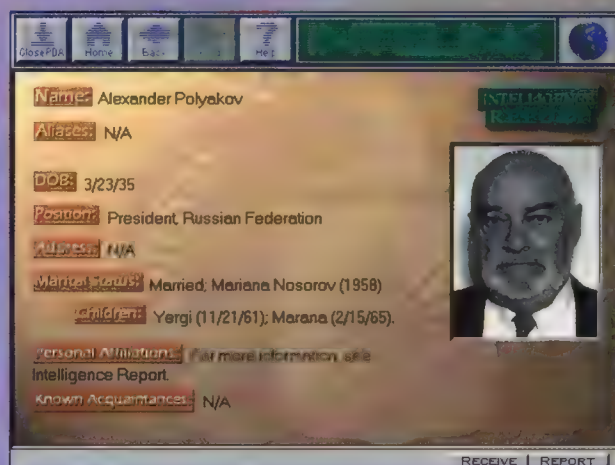 ClosePDA Home Back Help
Name: Alexander Polyakov
INTELLIGENCE
Aliases: N/A
DOB: 3/23/35
Position: President, Russian Federation
Address: N/A
Marital Status: Married; Mariana Nosorov (1958)
Children: Yergi (11/21/61); Marana (2/15/65).
Personal Affiliations: For more information, see
Intelligence Report.
Known Acquaintances: N/A
RECEIVE | REPORT |